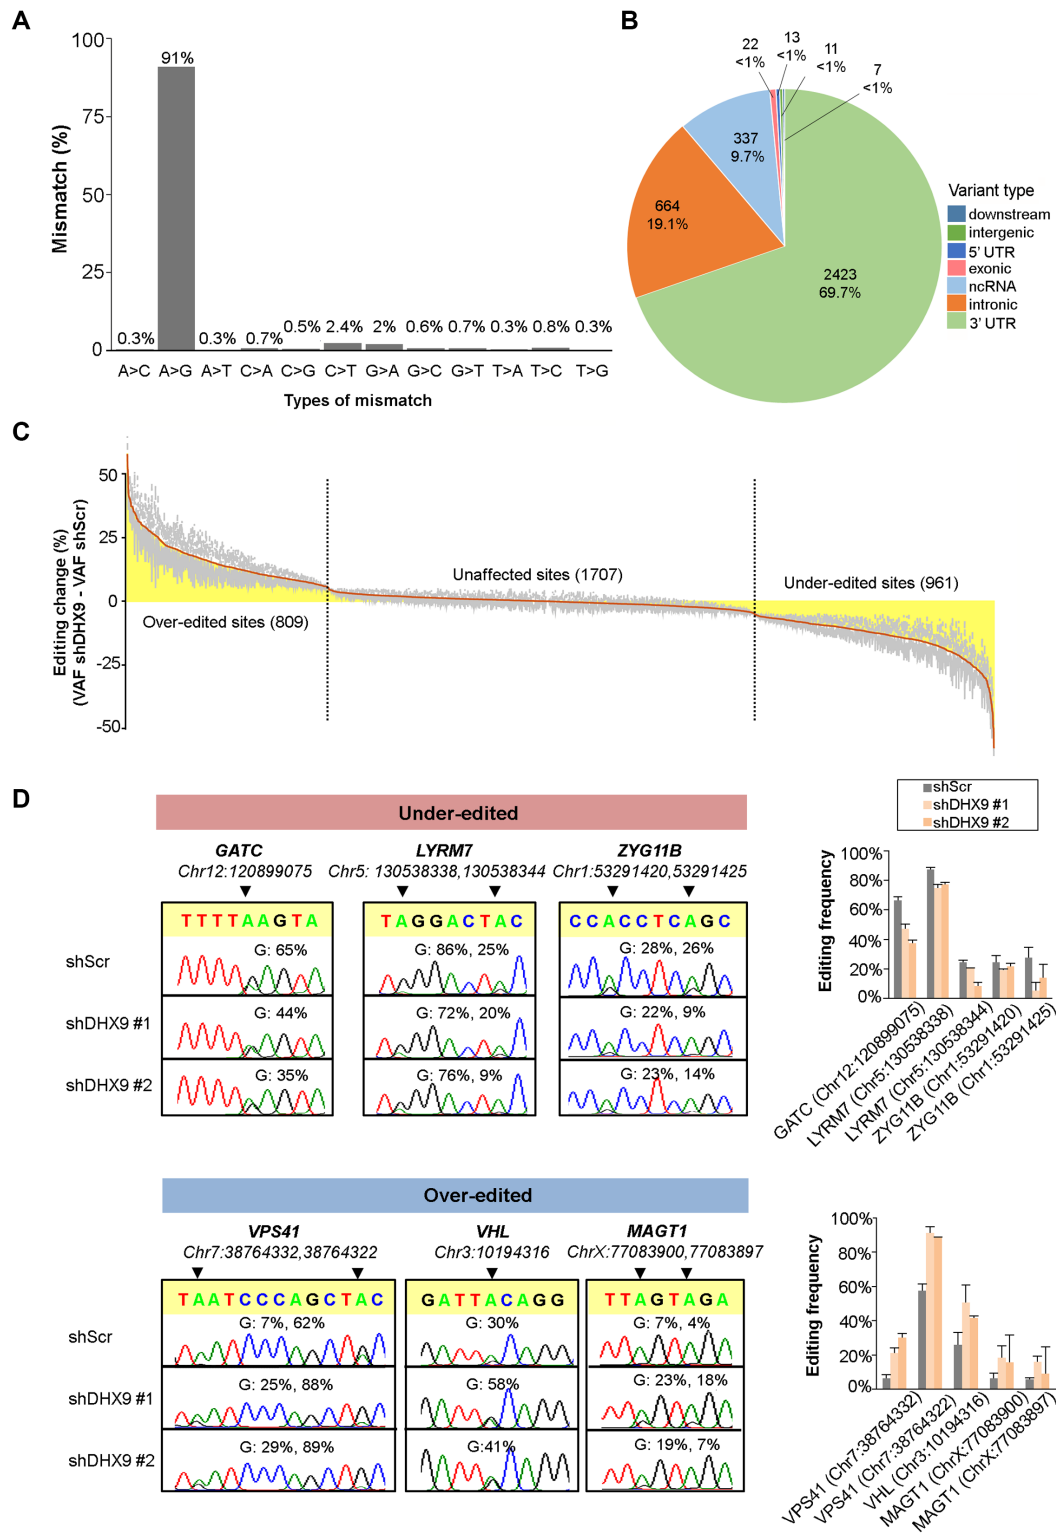 A
100
75
50
25
0
Mismatch (%)
0.3%
91%
0.3%
0.7%
0.5%
2.4%
2%
0.6%
0.7%
0.3%
0.8%
0.3%
A>C A>G A>T C>A C>G C>T G>A G>C G>T T>A T>C T>G
Types of mismatch
B
22
<1%
13
<1%
11
<1%
7
<1%
337
9.7%
664
19.1%
2423
69.7%
Variant type
downstream
intergenic
5' UTR
exonic
ncRNA
intronic
3' UTR
C
Editing change (%)
(VAF shDHX9 - VAF shScr)
50
25
0
-25
-50
Over-edited sites (809)
Unaffected sites (1707)
Under-edited sites (961)
D
Under-edited
GATC
Chr12:120899075
LYRM7
Chr5: 130538338,130538344
ZYG11B
Chr1:53291420,53291425
TTTTAAGTA
TAGGACTAC
CCACCTCAGC
shScr
G: 65%
G: 86%, 25%
G: 28%, 26%
shDHX9 #1
G: 44%
G: 72%, 20%
G: 22%, 9%
shDHX9 #2
G: 35%
G: 76%, 9%
G: 23%, 14%
shScr
shDHX9 #1
shDHX9 #2
Editing frequency
100%
80%
60%
40%
20%
0%
GATC (Chr12:120899075)
LYRM7 (Chr5:130538338)
LYRM7 (Chr5:130538344)
ZYG11B (Chr1:53291420)
ZYG11B (Chr1:53291425)
Over-edited
VPS41
Chr7:38764332,38764322
VHL
Chr3:10194316
MAGT1
ChrX:77083900,77083897
TAATCCCAGCTAC
GATTACAGG
TTAGTAGA
shScr
G: 7%, 62%
G: 30%
G: 7%, 4%
shDHX9 #1
G: 25%, 88%
G: 58%
G: 23%, 18%
shDHX9 #2
G: 29%, 89%
G:41%
G: 19%, 7%
Editing frequency
100%
80%
60%
40%
20%
0%
VPS41 (Chr7:38764332)
VPS41 (Chr7:38764322)
VHL (Chr3:10194316)
MAGT1 (ChrX:77083900)
MAGT1 (ChrX:77083897)